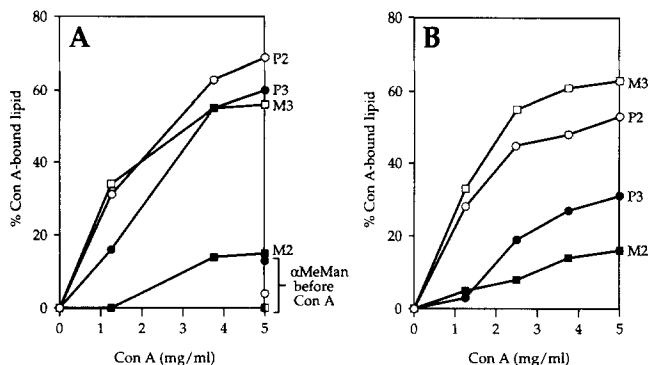 A
80
60
40
20
0
% Con A-bound lipid
P2
P3
M3
M2
αMeMan
before
Con A
0 1 2 3 4 5
Con A (mg/ml)
B
80
60
40
20
0
% Con A-bound lipid
M3
P2
P3
M2
0 1 2 3 4 5
Con A (mg/ml)